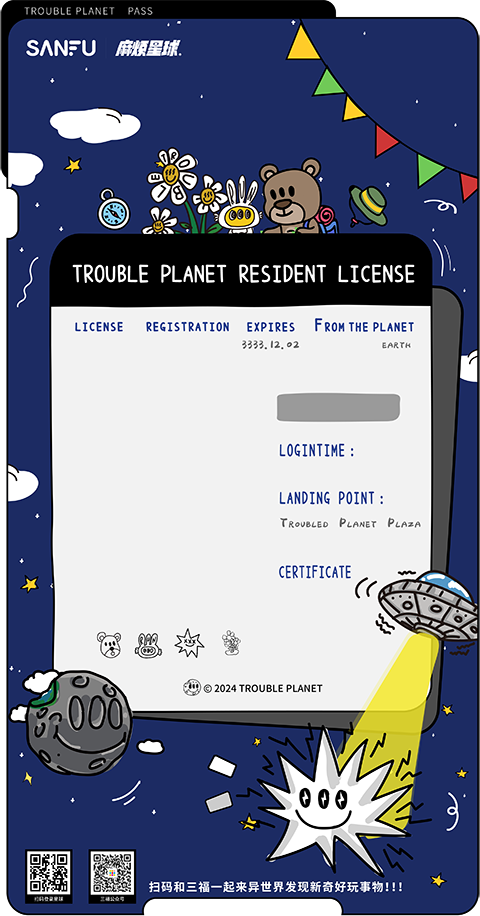 TROUBLE PLANET PASS
SANFU 麻烦星球
TROUBLE PLANET RESIDENT LICENSE
LICENSE REGISTRATION EXPIRES FROM THE PLANET
3333.12.02 EARTH
LOGINTIME :
LANDING POINT :
TROUBLED PLANET PLAZA
CERTIFICATE
© 2024 TROUBLE PLANET
扫码登录星球 三福公众号
扫码和三福一起来异世界发现新奇好玩事物!!!